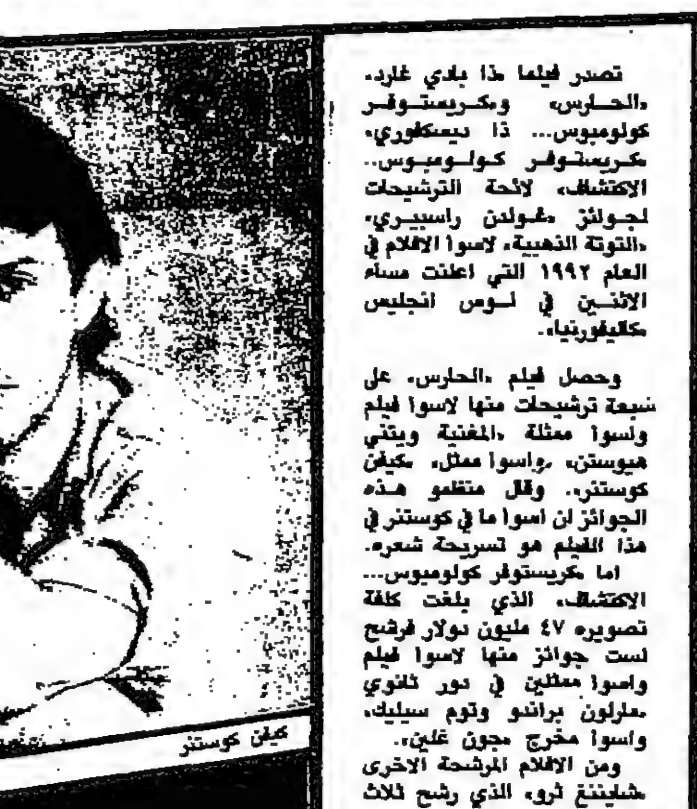 تصدر فيلما «ذا بادي غارد»
«الحارس» و«كريستوفر
كولومبوس... ذا ديسكفوري»
«كريستوفر كولومبوس..
الاكتشاف» لائحة الترشيحات
لجوائز «غولدن راسبيري»
«التوتة الذهبية» لاسوأ الافلام في
العام ١٩٩٢ التي اعلنت مساء
الاثنين في لوس انجليس
«كاليفورنيا».
وحصل فيلم «الحارس» على
سبعة ترشيحات منها لاسوأ فيلم
ولسوأ ممثلة «المغنية ويتني
هيوستن» «واسوأ ممثل» «كيفن
كوستنر». وقال منظمو هذه
الجوائز ان اسوأ ما في كوستنر في
هذا الفيلم هو تسريحة شعره.
اما «كريستوفر كولومبوس...
الاكتشاف» الذي بلغت كلفة
تصويره ٤٧ مليون دولار فرشح
لست جوائز منها لاسوأ فيلم
واسوأ ممثلين في دور ثانوي
«مارلون براندو وتوم سيليك»
واسوأ مخرج «جون غلين».
ومن الافلام المرشحة الاخرى
«شايننغ ثرو» الذي رشح لثلاث
كيفن كوستنر